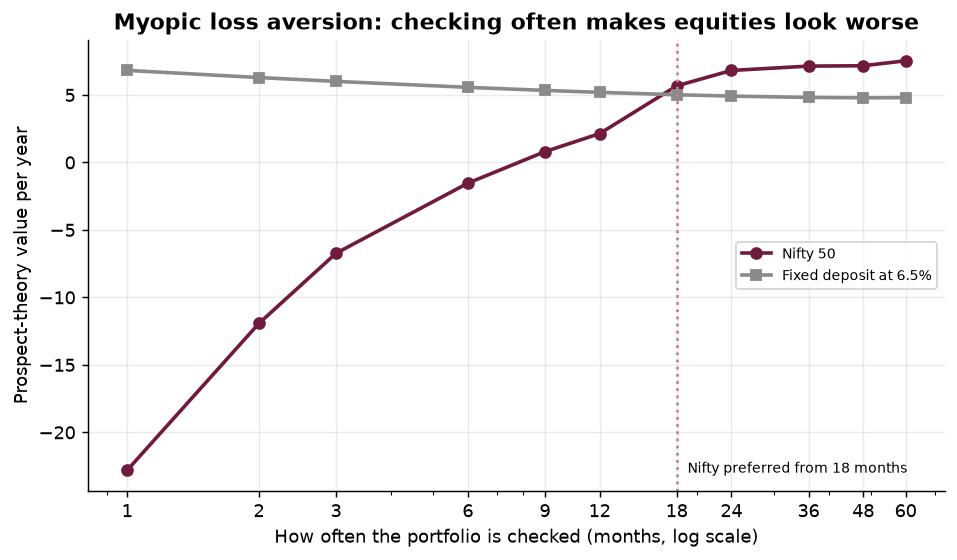 Myopic loss aversion: checking often makes equities look worse
Prospect-theory value per year
5
0
−5
−10
−15
−20
Nifty 50
Fixed deposit at 6.5%
Nifty preferred from 18 months
1 2 3 6 9 12 18 24 36 48 60
How often the portfolio is checked (months, log scale)